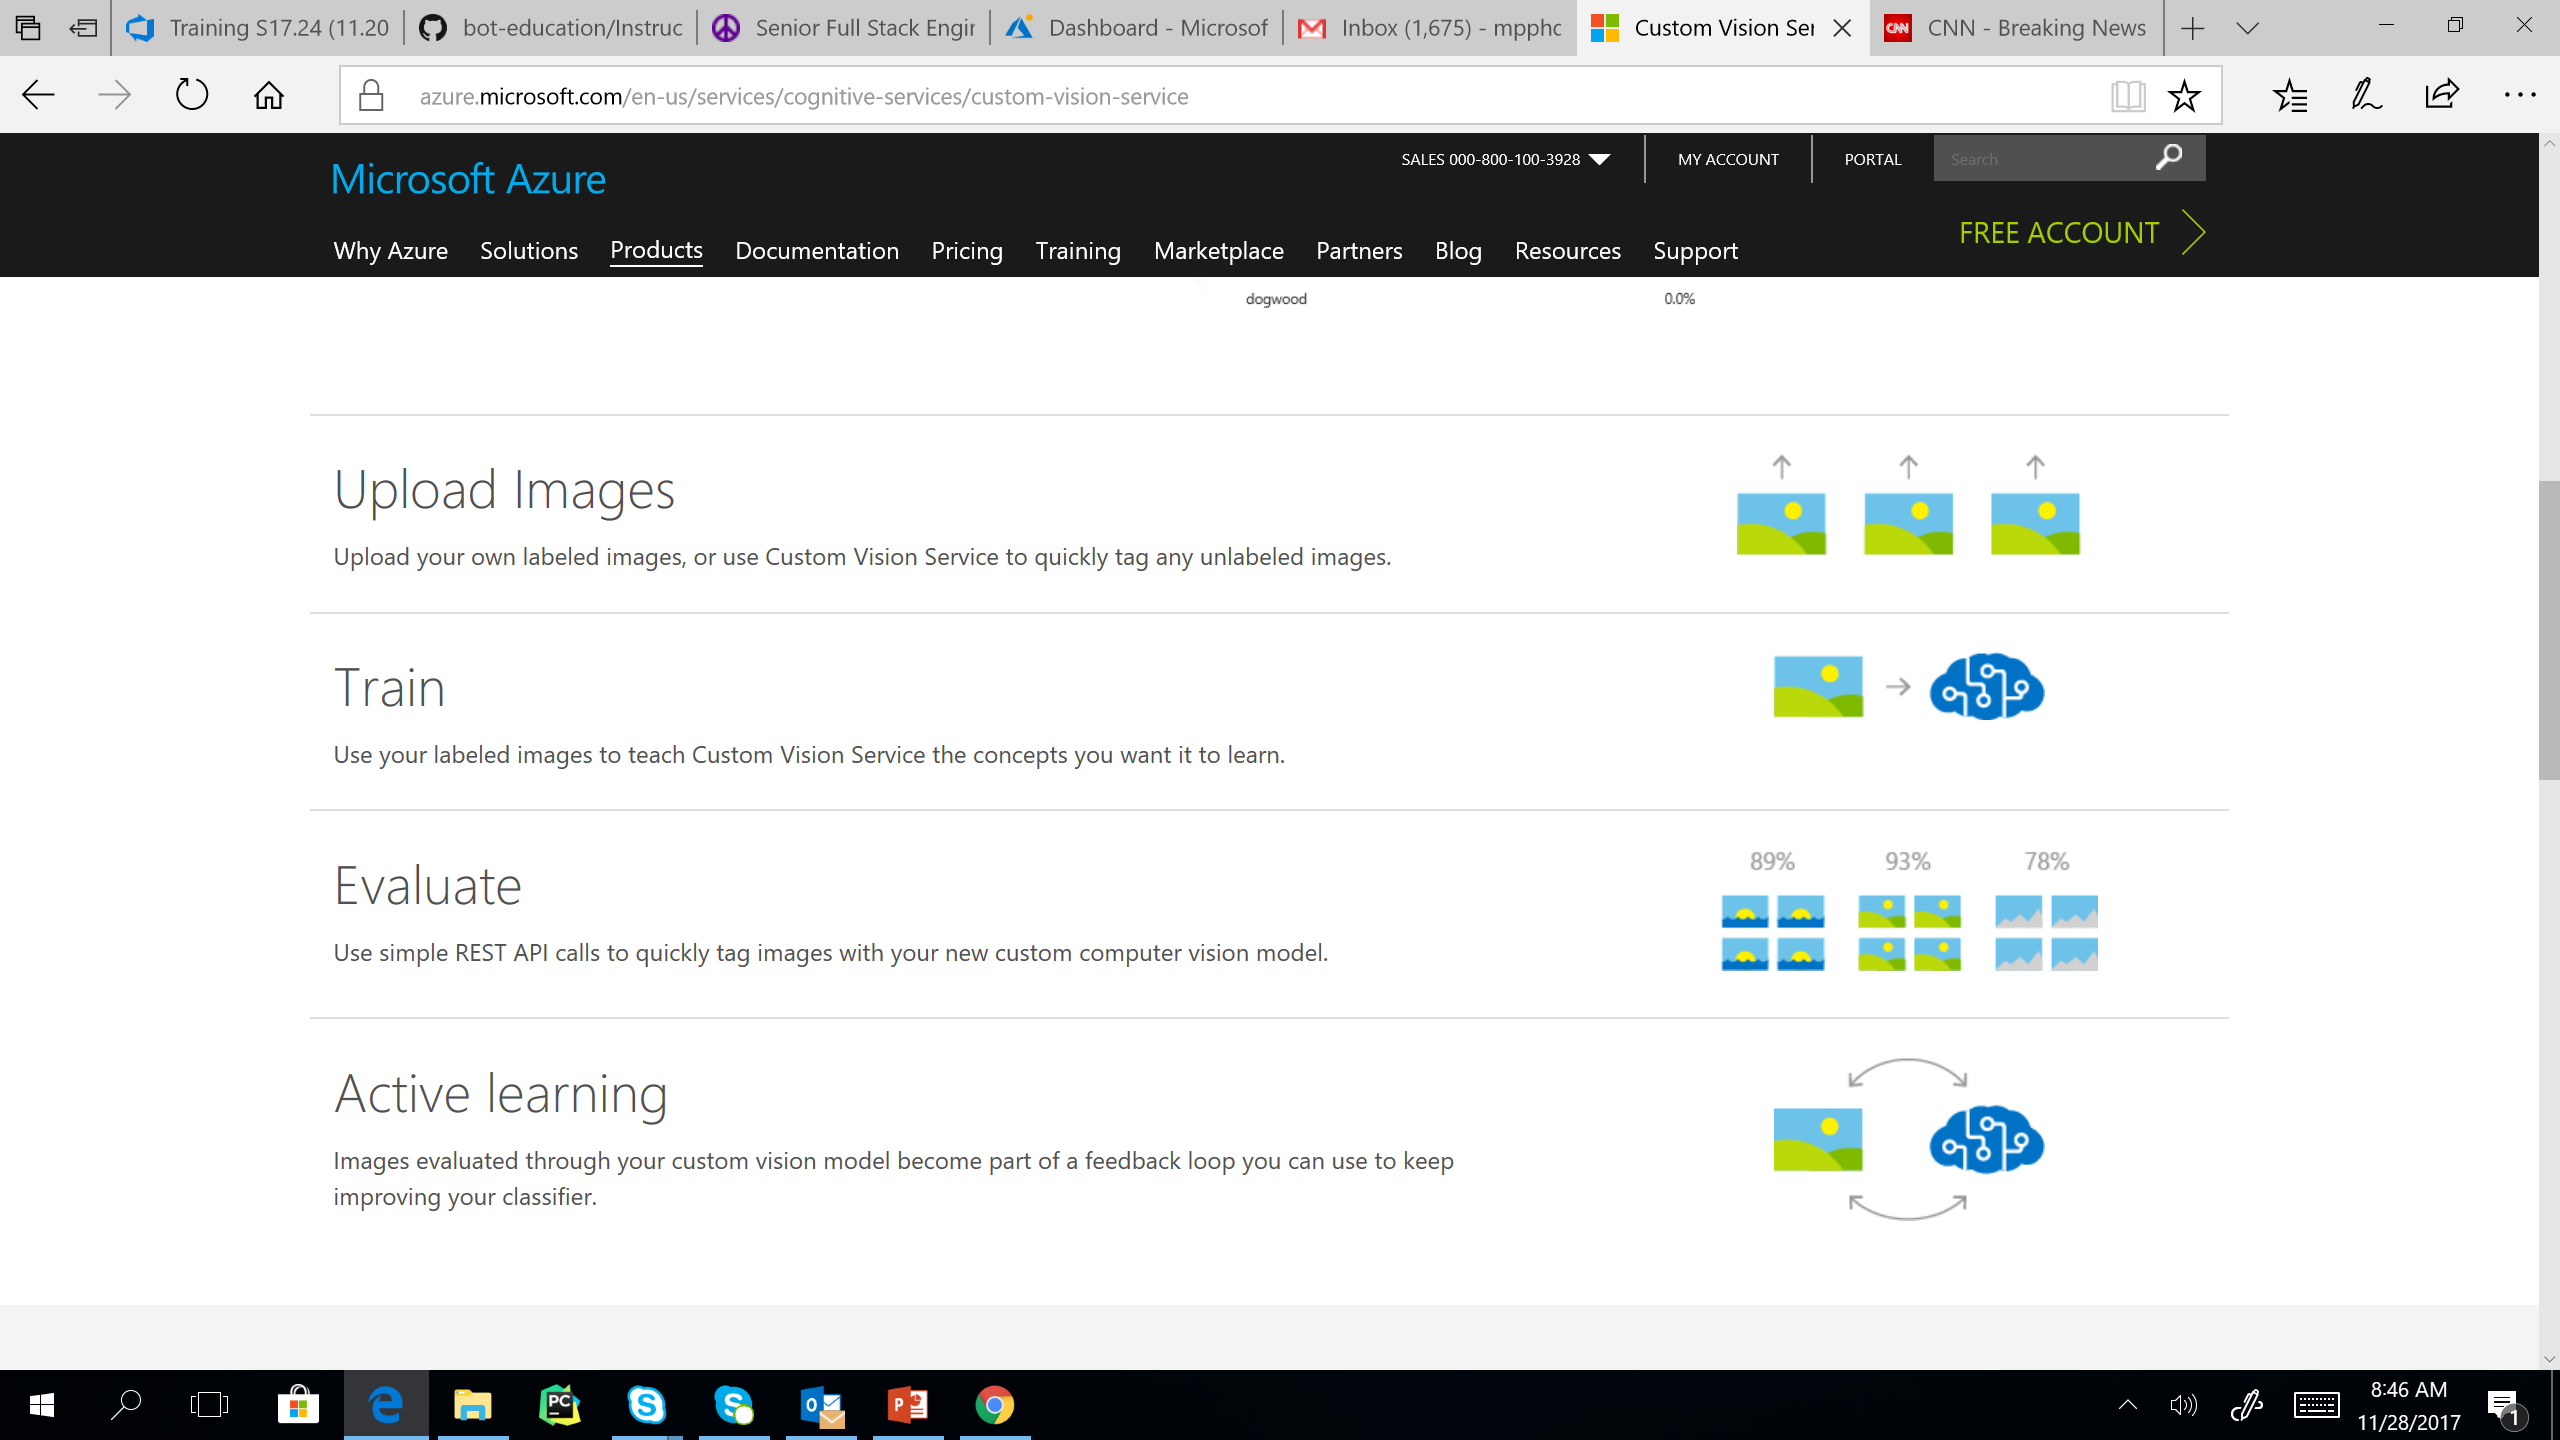 Training S17.24 (11.20
bot-education/Instruc
Senior Full Stack Engin
Dashboard - Microsof
Inbox (1,675) - mpphc
Custom Vision Ser
CNN
CNN - Breaking News
azure.microsoft.com/en-us/services/cognitive-services/custom-vision-service
SALES 000-800-100-3928
MY ACCOUNT
PORTAL
Search
Microsoft Azure
FREE ACCOUNT
Why Azure Solutions Products Documentation Pricing Training Marketplace Partners Blog Resources Support
dogwood 0.0%
Upload Images
Upload your own labeled images, or use Custom Vision Service to quickly tag any unlabeled images.
Train
Use your labeled images to teach Custom Vision Service the concepts you want it to learn.
89% 93% 78%
Evaluate
Use simple REST API calls to quickly tag images with your new custom computer vision model.
Active learning
Images evaluated through your custom vision model become part of a feedback loop you can use to keep
improving your classifier.
PC
8:46 AM
11/28/2017
1